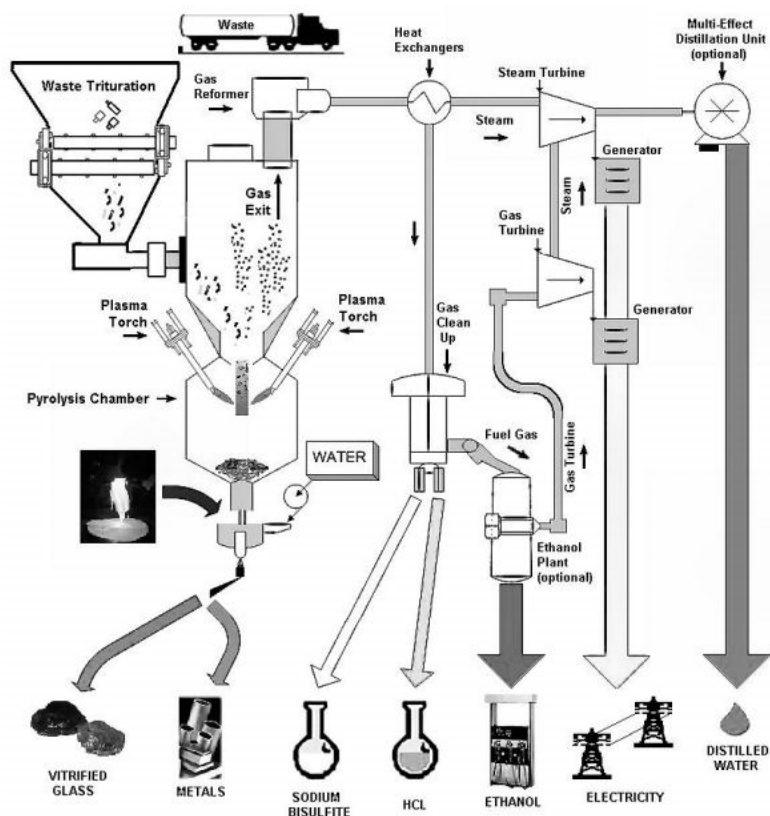 Waste
Heat
Exchangers
Multi-Effect
Distillation Unit
(optional)
Waste Trituration
Gas
Reformer
Steam Turbine
Steam
Generator
Gas
Exit
Steam
Gas
Turbine
Plasma
Torch
Plasma
Torch
Gas
Clean
Up
Generator
Pyrolysis Chamber
WATER
Fuel Gas
Gas Turbine
Ethanol
Plant
(optional)
VITRIFIED
GLASS
METALS
SODIUM
BISULFITE
HCL
ETHANOL
ELECTRICITY
DISTILLED
WATER